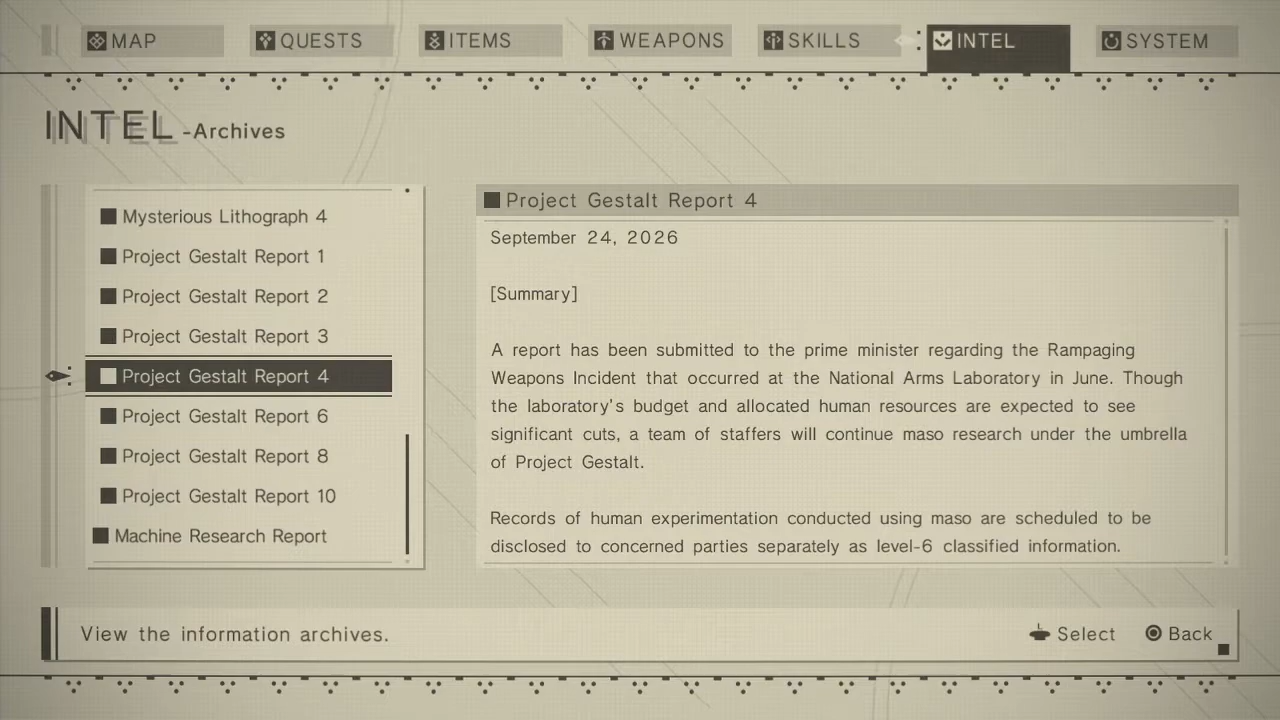 MAP
QUESTS
ITEMS
WEAPONS
SKILLS
INTEL
SYSTEM
INTEL -Archives
Mysterious Lithograph 4
Project Gestalt Report 1
Project Gestalt Report 2
Project Gestalt Report 3
Project Gestalt Report 4
Project Gestalt Report 6
Project Gestalt Report 8
Project Gestalt Report 10
Machine Research Report
Project Gestalt Report 4
September 24, 2026
[Summary]
A report has been submitted to the prime minister regarding the Rampaging
Weapons Incident that occurred at the National Arms Laboratory in June. Though
the laboratory's budget and allocated human resources are expected to see
significant cuts, a team of staffers will continue maso research under the umbrella
of Project Gestalt.
Records of human experimentation conducted using maso are scheduled to be
disclosed to concerned parties separately as level-6 classified information.
View the information archives.
Select
Back